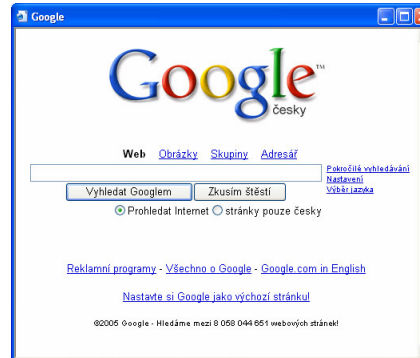 Google
Google™
česky
Web Obrázky Skupiny Adresář
Pokročilé vyhledávání
Nastavení
Výběr jazyka
Vyhledat Googlem Zkusím štěstí
Prohledat Internet stránky pouze česky
Reklamní programy - Všechno o Google - Google.com in English
Nastavte si Google jako výchozí stránku!
©2005 Google - Hledáme mezi 8 058 044 651 webových stránek!